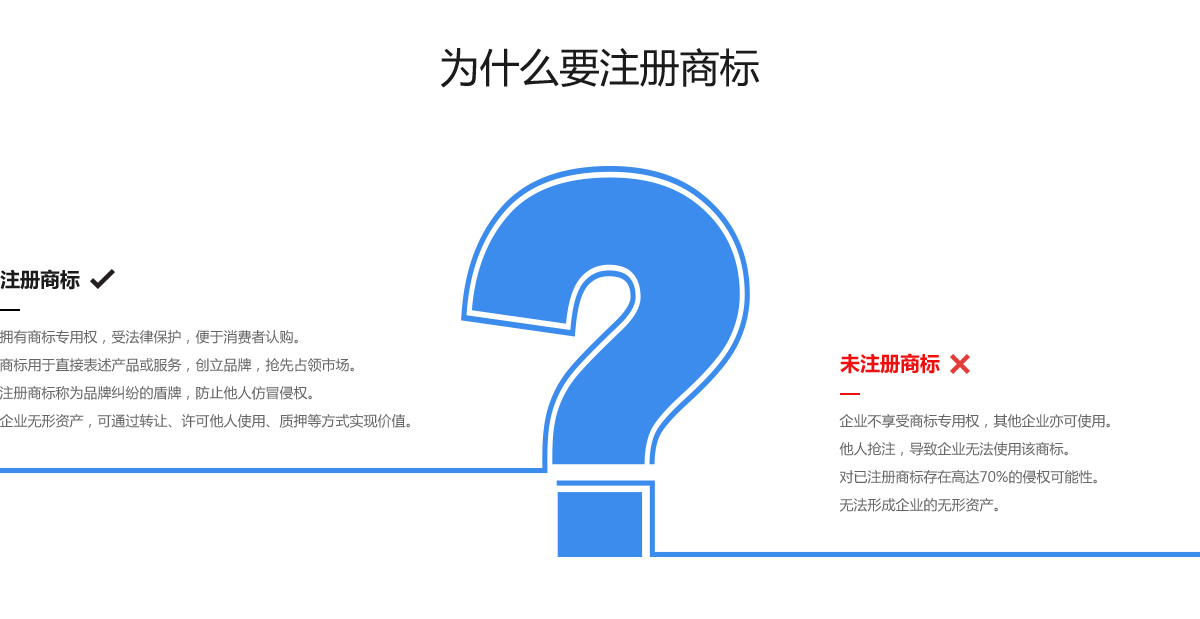 为什么要注册商标
注册商标
拥有商标专用权，受法律保护，便于消费者认购。
商标用于直接表述产品或服务，创立品牌，抢先占领市场。
注册商标称为品牌纠纷的盾牌，防止他人仿冒侵权。
企业无形资产，可通过转让、许可他人使用、质押等方式实现价值。
未注册商标
企业不享受商标专用权，其他企业亦可使用。
他人抢注，导致企业无法使用该商标。
对已注册商标存在高达70%的侵权可能性。
无法形成企业的无形资产。